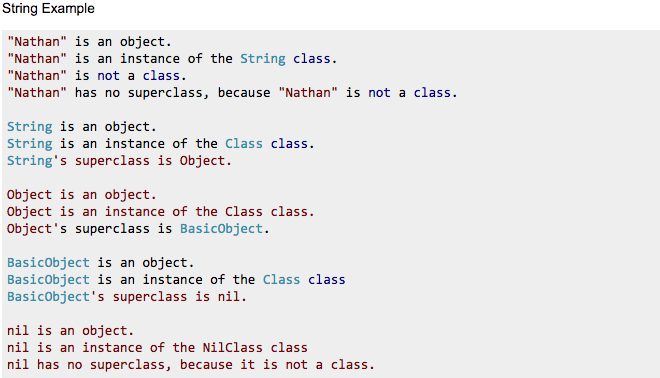 String Example
"Nathan" is an object.
"Nathan" is an instance of the String class.
"Nathan" is not a class.
"Nathan" has no superclass, because "Nathan" is not a class.
String is an object.
String is an instance of the Class class.
String's superclass is Object.
Object is an object.
Object is an instance of the Class class.
Object's superclass is BasicObject.
BasicObject is an object.
BasicObject is an instance of the Class class
BasicObject's superclass is nil.
nil is an object.
nil is an instance of the NilClass class
nil has no superclass, because it is not a class.